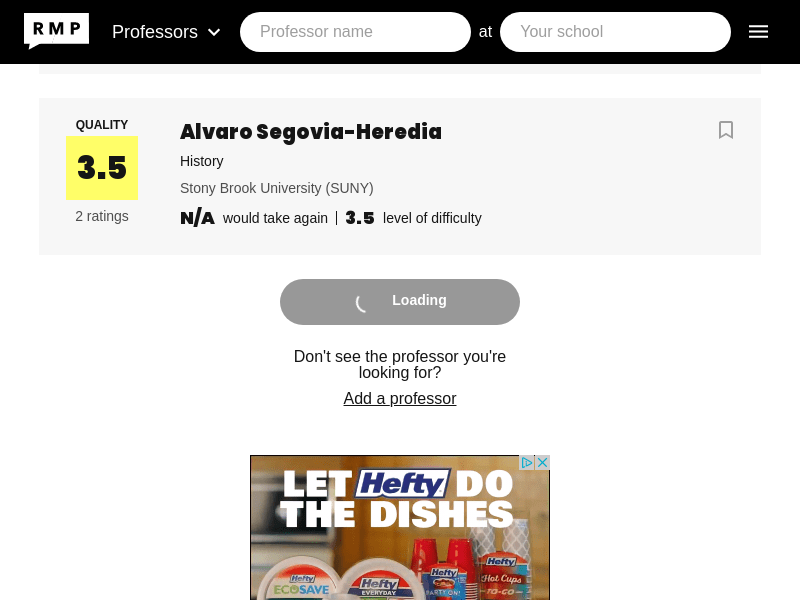 RMP
Professors
Professor name
at
Your school
QUALITY
3.5
2 ratings
Alvaro Segovia-Heredia
History
Stony Brook University (SUNY)
N/A would take again | 3.5 level of difficulty
Loading
Don't see the professor you're
looking for?
Add a professor
LET Hefty DO
THE DISHES
Hefty
ECOSAVE
Hefty
EVERYDAY
Hefty
PARTY ON!
Hefty
Hot Cups
TO-GO